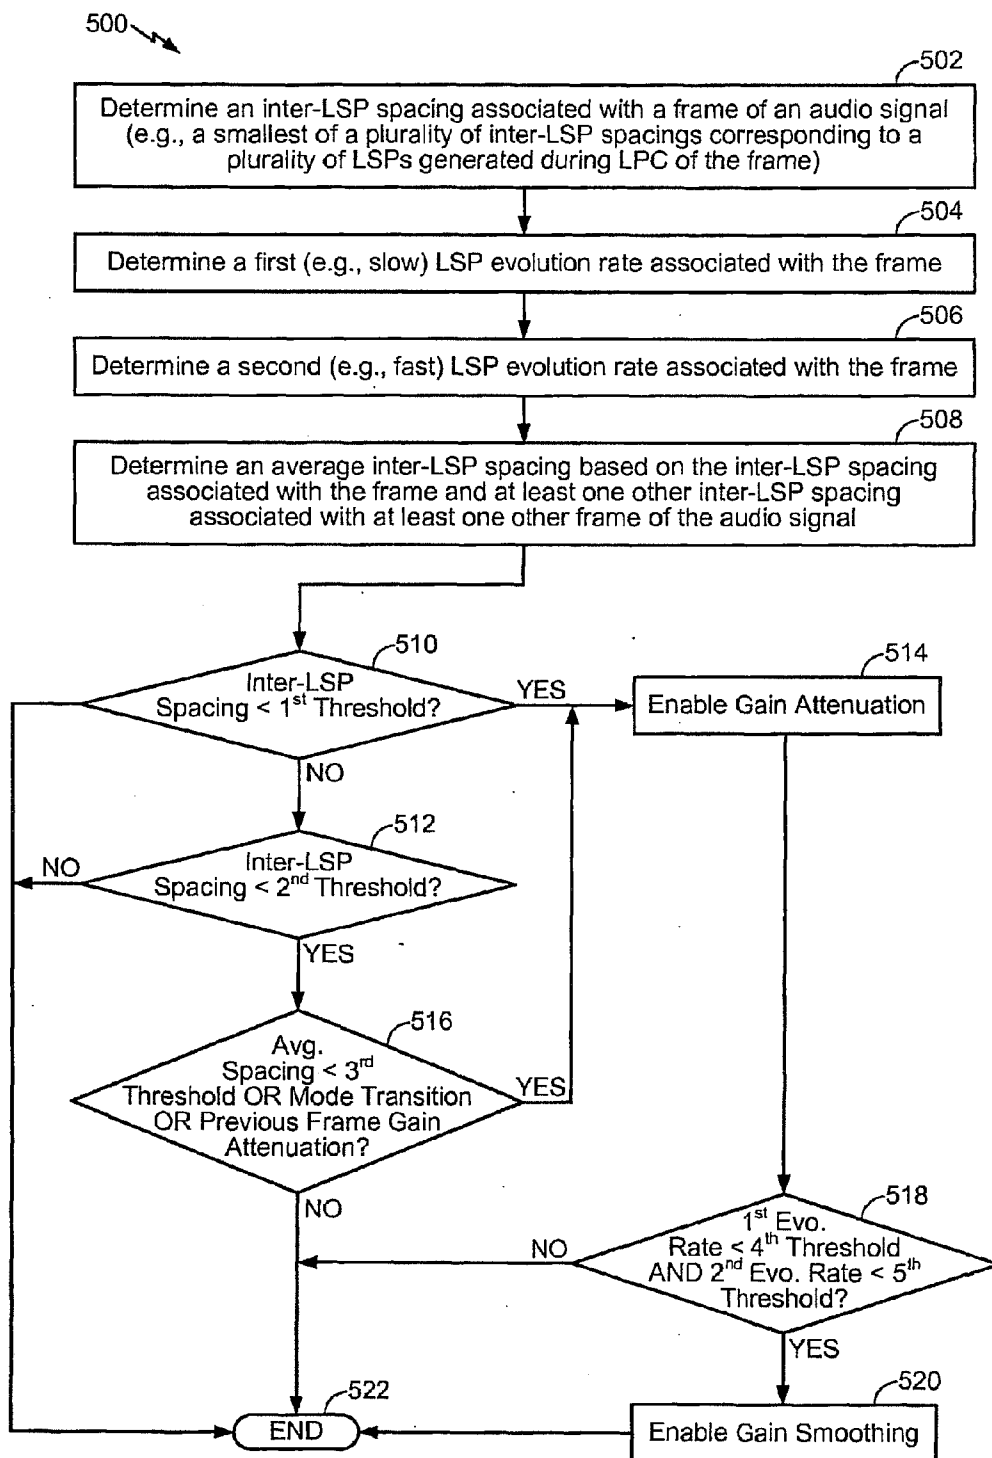 500
502
Determine an inter-LSP spacing associated with a frame of an audio signal
(e.g., a smallest of a plurality of inter-LSP spacings corresponding to a
plurality of LSPs generated during LPC of the frame)
504
Determine a first (e.g., slow) LSP evolution rate associated with the frame
506
Determine a second (e.g., fast) LSP evolution rate associated with the frame
508
Determine an average inter-LSP spacing based on the inter-LSP spacing
associated with the frame and at least one other inter-LSP spacing
associated with at least one other frame of the audio signal
510
Inter-LSP
Spacing < 1st Threshold?
YES
NO
514
Enable Gain Attenuation
512
Inter-LSP
Spacing < 2nd Threshold?
NO
YES
516
Avg.
Spacing < 3rd
Threshold OR Mode Transition
OR Previous Frame Gain
Attenuation?
YES
NO
518
1st Evo.
Rate < 4th Threshold
AND 2nd Evo. Rate < 5th
Threshold?
NO
YES
520
Enable Gain Smoothing
522
END